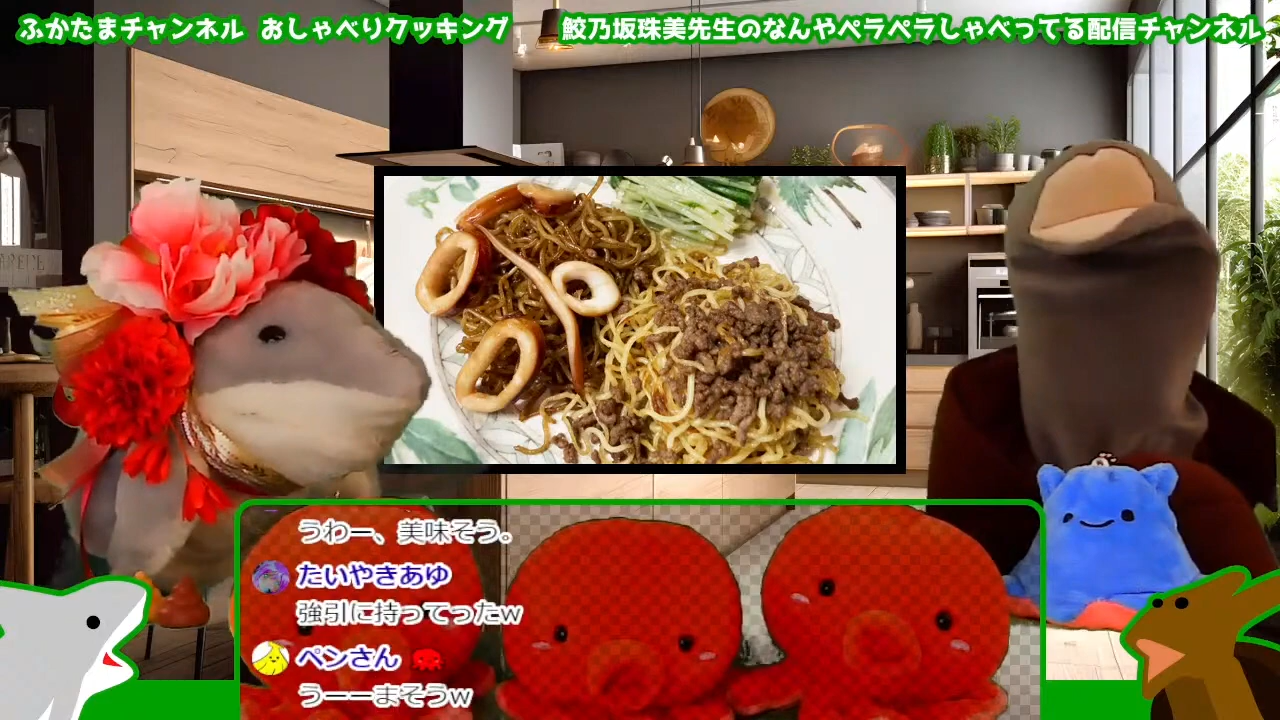 ふかたまチャンネル おしゃべりクッキング
鮫乃坂珠美先生のなんやペラペラしゃべってる配信チャンネル
うわー、美味そう。
たいやきあゆ
強引に持ってったw
ペンさん
うーーまそうw